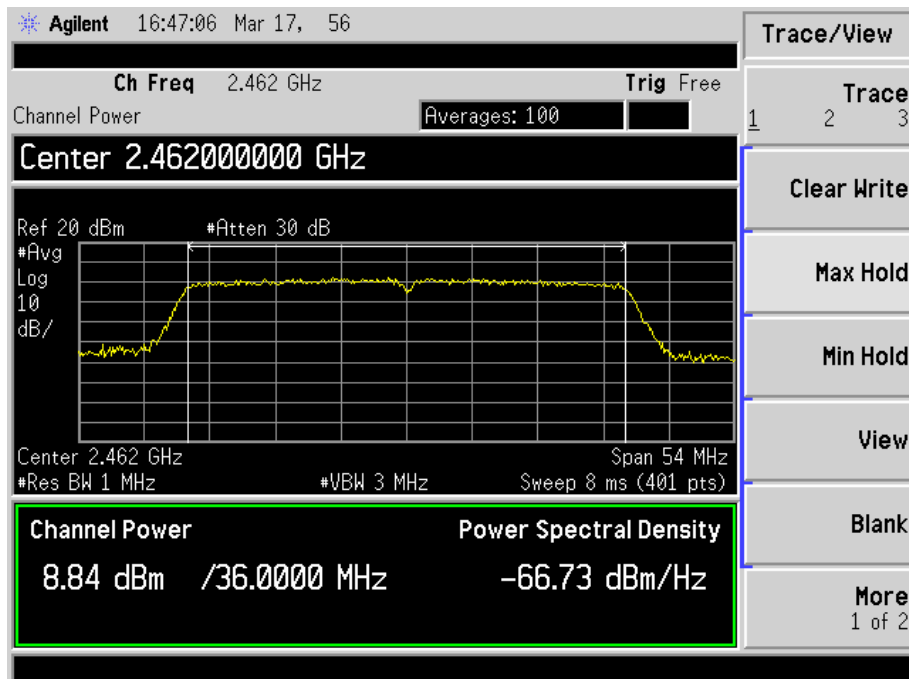 Agilent 16:47:06 Mar 17, 56
Trace/View
Ch Freq 2.462 GHz Trig Free
Channel Power Averages: 100
Center 2.462000000 GHz
Ref 20 dBm #Atten 30 dB
#Avg
Log
10
dB/
Center 2.462 GHz Span 54 MHz
#Res BW 1 MHz #VBW 3 MHz Sweep 8 ms (401 pts)
Channel Power Power Spectral Density
8.84 dBm /36.0000 MHz -66.73 dBm/Hz
Trace
1 2 3
Clear Write
Max Hold
Min Hold
View
Blank
More
1 of 2